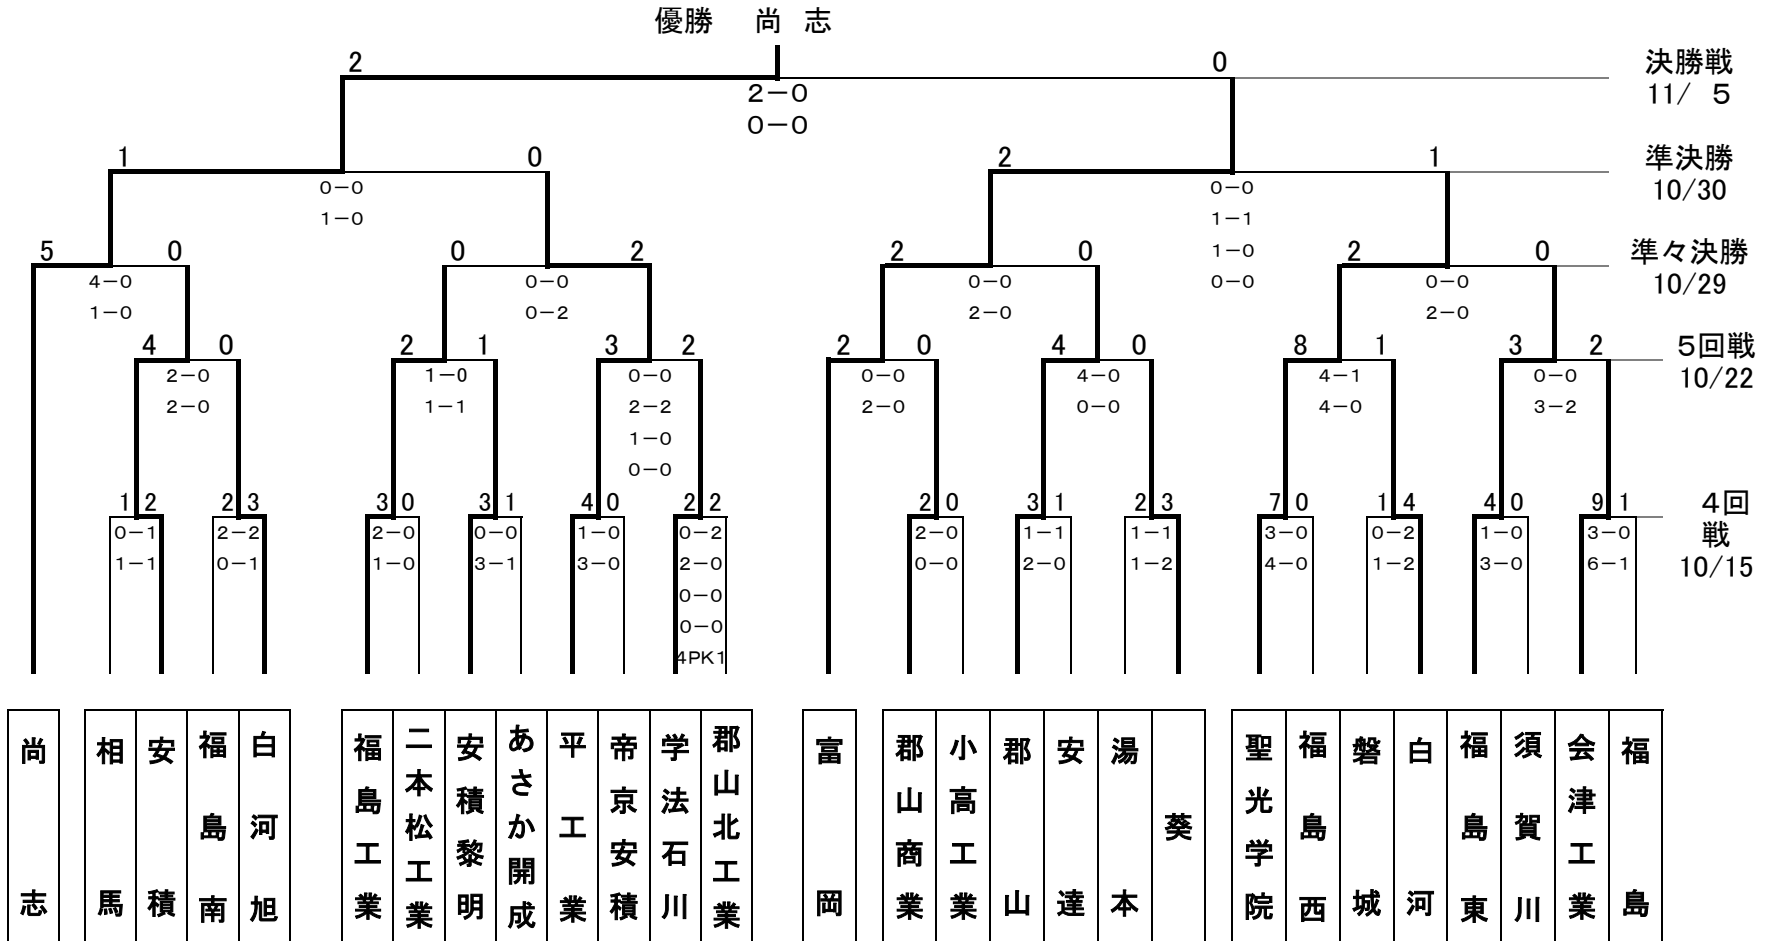 優勝 尚 志
2 0 決勝戦
2－0 11/ 5
0－0
1 0 2 1 準決勝
0－0 0－0 10/30
1－0 1－1
5 0 0 2 2 0 1－0 2 0 準々決勝
4－0 0－0 0－0 0－0 0－0 10/29
1－0 0－2 2－0 2－0
4 0 2 1 3 2 2 0 4 0 8 1 3 2 5回戦
2－0 1－0 0－0 0－0 4－0 4－1 0－0 10/22
2－0 1－1 2－2 2－0 0－0 4－0 3－2
1－0
0－0
1 2 2 3 3 0 3 1 4 0 2 2 2 0 3 1 2 3 7 0 1 4 4 0 9 1 4回
0－1 2－2 2－0 0－0 1－0 0－2 2－0 1－1 1－1 3－0 0－2 1－0 3－0 戦
1－1 0－1 1－0 3－1 3－0 2－0 0－0 2－0 1－2 4－0 1－2 3－0 6－1 10/15
0－0
0－0
4PK1
尚志
相馬
安積
福島南
白河旭
福島工業
二本松工業
安積黎明
あさか開成
平工業
帝京安積
学法石川
郡山北工業
富岡
郡山商業
小高工業
郡山
安達
湯本
葵
聖光学院
福島西
磐城
白河
福島東
須賀川
会津工業
福島